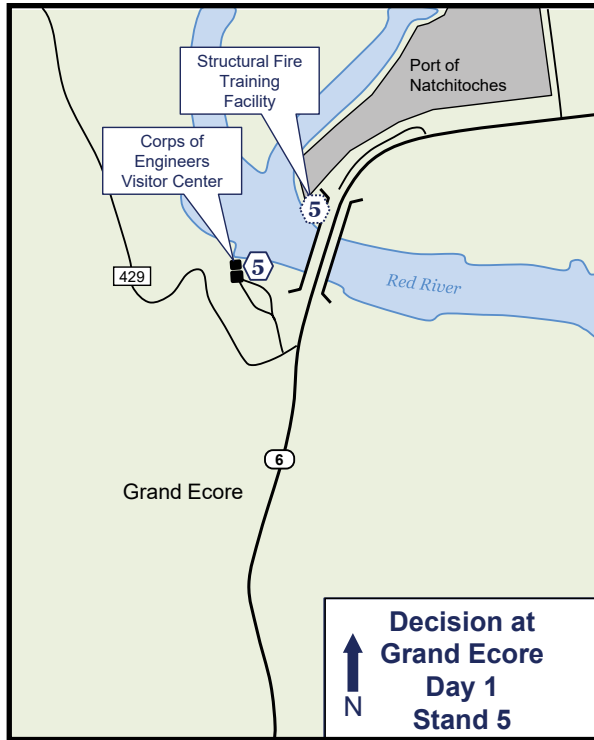 Structural Fire
Training
Facility
Port of
Natchitoches
Corps of
Engineers
Visitor Center
5
5
429
Red River
6
Grand Ecore
Decision at
Grand Ecore
Day 1
Stand 5
N